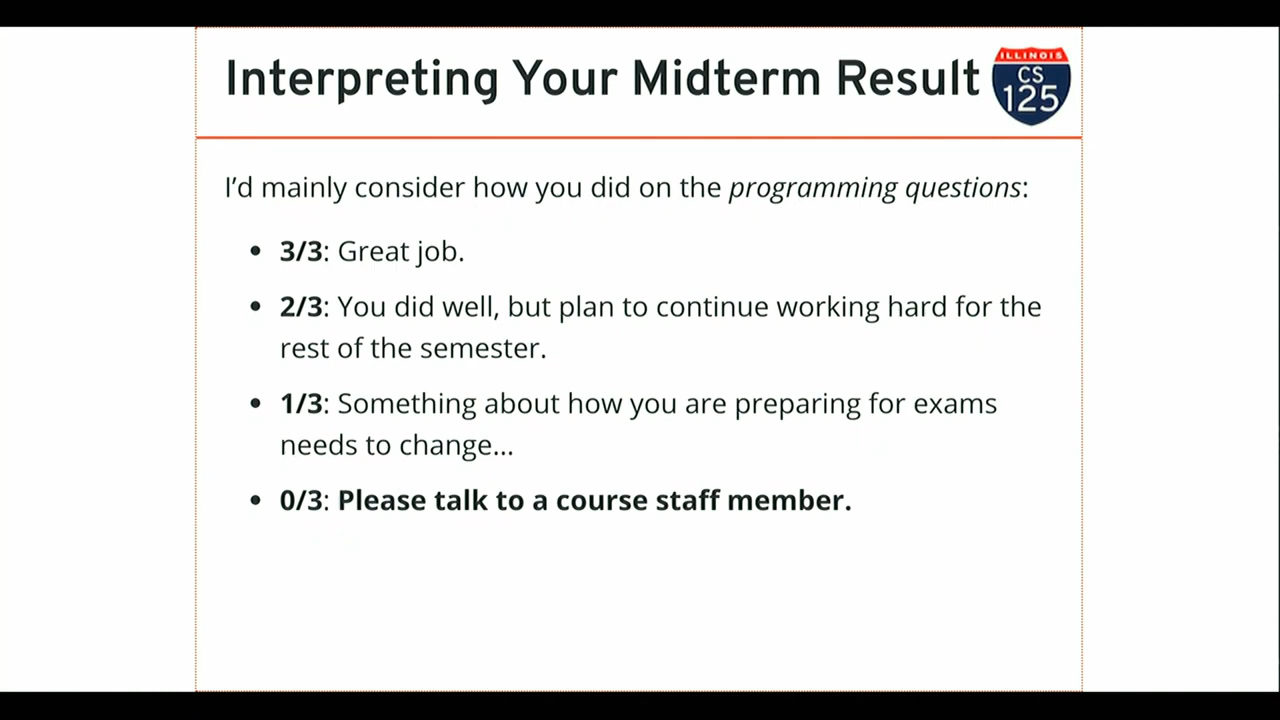 Interpreting Your Midterm Result
ILLINOIS
CS
125
I'd mainly consider how you did on the programming questions:
• 3/3: Great job.
• 2/3: You did well, but plan to continue working hard for the
rest of the semester.
• 1/3: Something about how you are preparing for exams
needs to change…
• 0/3: Please talk to a course staff member.